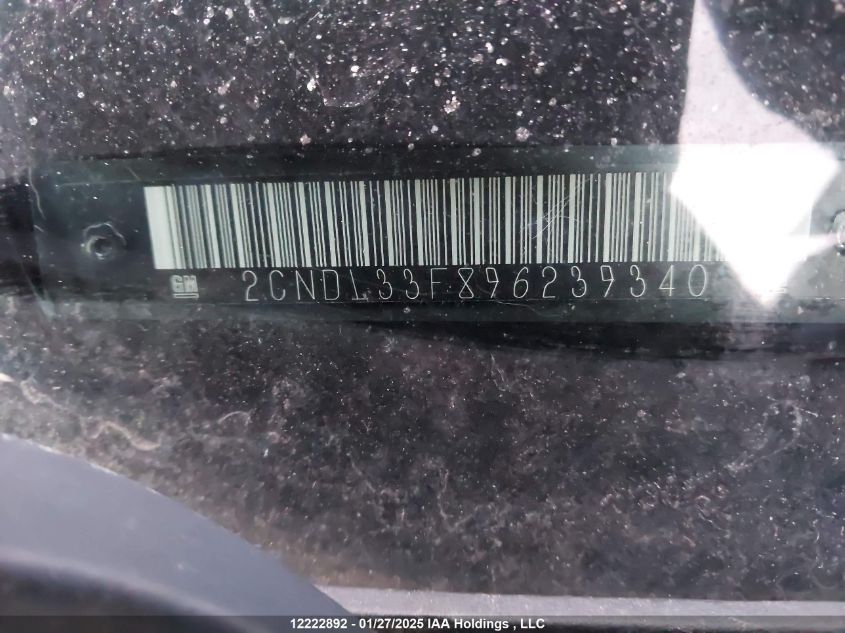 GM
2CNDL33F896239340
12222892 - 01/27/2025 IAA Holdings , LLC